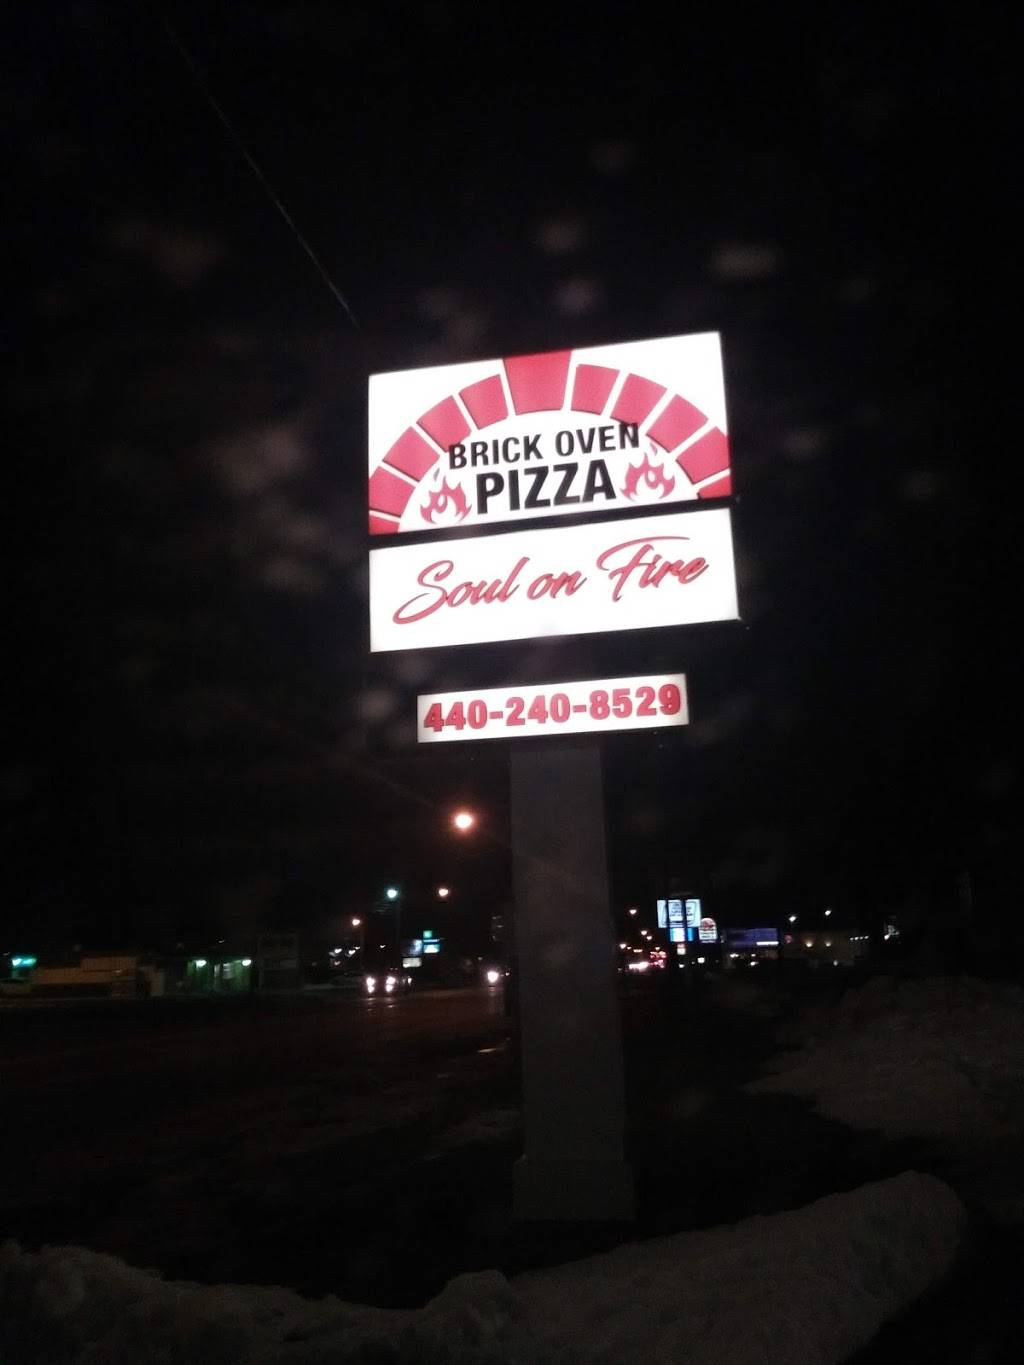 BRICK OVEN
PIZZA
Soul on Fire
440-240-8529